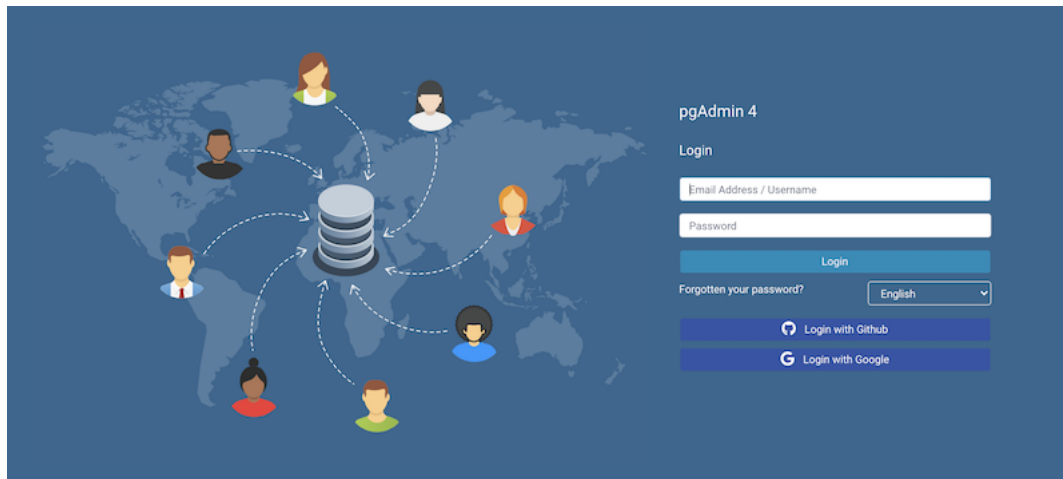 pgAdmin 4
Login
Email Address / Username
Password
Login
Forgotten your password?
English
Login with Github
Login with Google